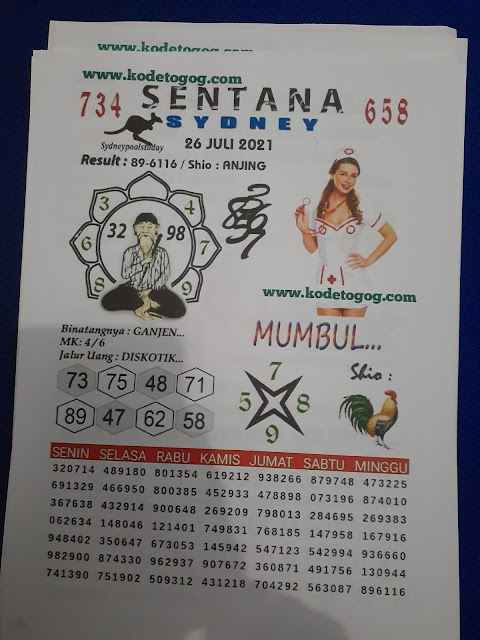 www.kodetogog.com
www.kodetogog.com
734 SENTANA 658
SYDNEY
Sydneypoolstoday
26 JULI 2021
Result : 89-6116 / Shio : ANJING
3 4
32 98
6 7
8 9
www.kodetogog.com
Binatangnya : GANJEN...
MK: 4/6
Jalur Uang : DISKOTIK...
MUMBUL...
Shio :
73 75 48 71
89 47 62 58
7
5 8
9
SENIN SELASA RABU KAMIS JUMAT SABTU MINGGU
320714 489180 801354 619212 938266 879748 473225
691329 466950 800385 452933 478898 073196 874010
367638 432914 900648 269209 798013 284695 269383
062634 148046 121401 749831 768185 147958 167916
948402 350647 673053 145942 547123 542994 936660
982900 874330 962937 907672 360871 491756 130944
741390 751902 509312 431218 704292 563087 896116